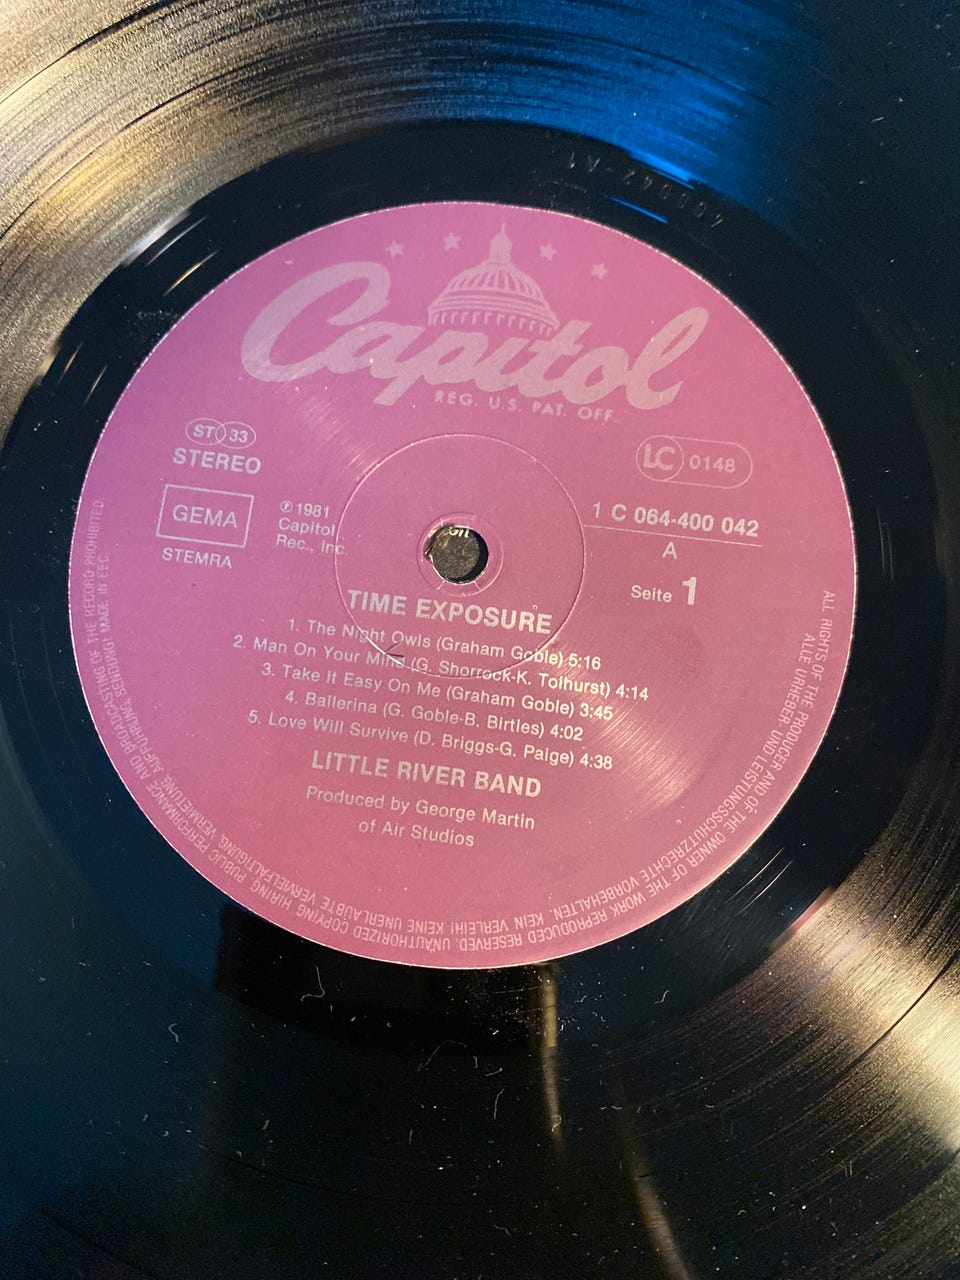 400042-A1
Capitol
REG. U.S. PAT. OFF.
ST 33
STEREO
LC 0148
GEMA
STEMRA
℗ 1981
Capitol
Rec., Inc
1 C 064-400 042
A
Seite 1
TIME EXPOSURE
1. The Night Owls (Graham Goble) 5:16
2. Man On Your Mind (G. Shorrock-K. Tolhurst) 4:14
3. Take It Easy On Me (Graham Goble) 3:45
4. Ballerina (G. Goble-B. Birtles) 4:02
5. Love Will Survive (D. Briggs-G. Paige) 4:38
LITTLE RIVER BAND
Produced by George Martin
of Air Studios
ALL RIGHTS OF THE PRODUCER AND OF THE OWNER OF THE WORK REPRODUCED RESERVED. UNAUTHORIZED COPYING HIRING PUBLIC PERFORMANCE AND BROADCASTING OF THE RECORD PROHIBITED
ALLE URHEBER- UND LEISTUNGSSCHUTZRECHTE VORBEHALTEN. KEIN VERLEIH! KEINE UNERLAUBTE VERVIELFÄLTIGUNG, VERMIETUNG, AUFFÜHRUNG, SENDUNG! MADE IN EEC.